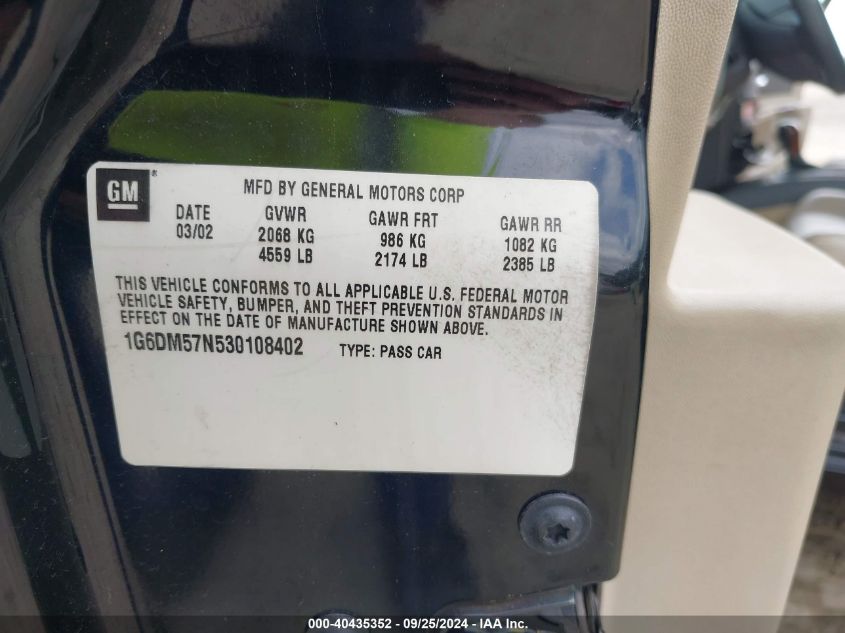 GM ®
MFD BY GENERAL MOTORS CORP
DATE GVWR GAWR FRT GAWR RR
03/02 2068 KG 986 KG 1082 KG
4559 LB 2174 LB 2385 LB
THIS VEHICLE CONFORMS TO ALL APPLICABLE U.S. FEDERAL MOTOR
VEHICLE SAFETY, BUMPER, AND THEFT PREVENTION STANDARDS IN
EFFECT ON THE DATE OF MANUFACTURE SHOWN ABOVE.
1G6DM57N530108402 TYPE: PASS CAR
000-40435352 - 09/25/2024 - IAA Inc.